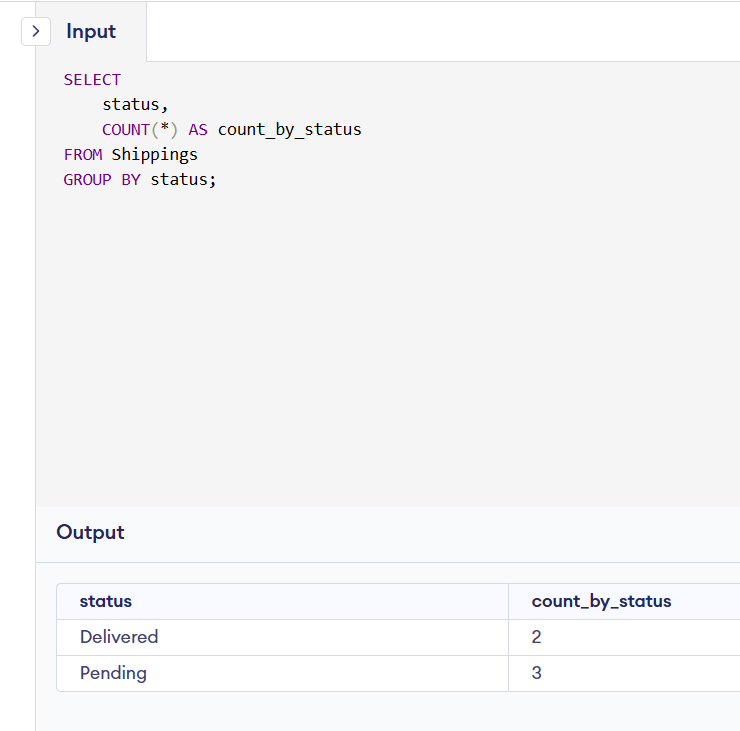 Input
SELECT
    status,
    COUNT(*) AS count_by_status
FROM Shippings
GROUP BY status;
Output
status count_by_status
Delivered 2
Pending 3